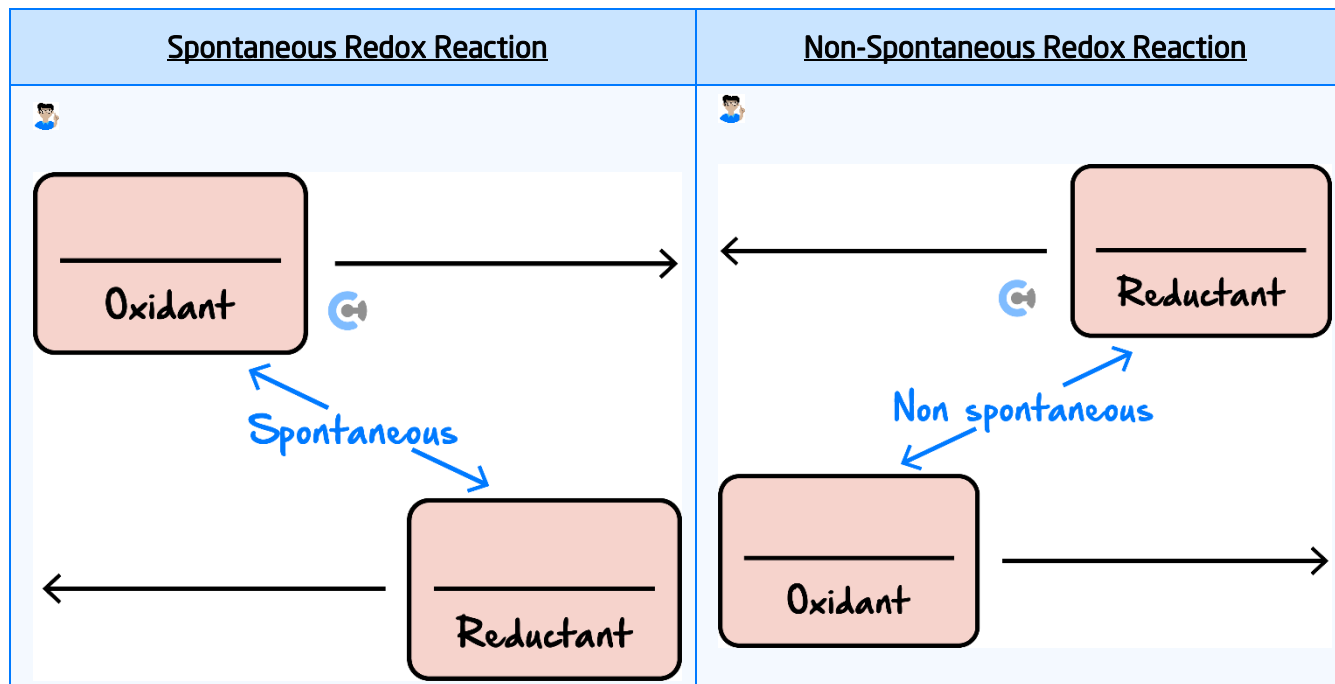 Spontaneous Redox Reaction
Non-Spontaneous Redox Reaction
Oxidant
Spontaneous
Reductant
Reductant
Non spontaneous
Oxidant